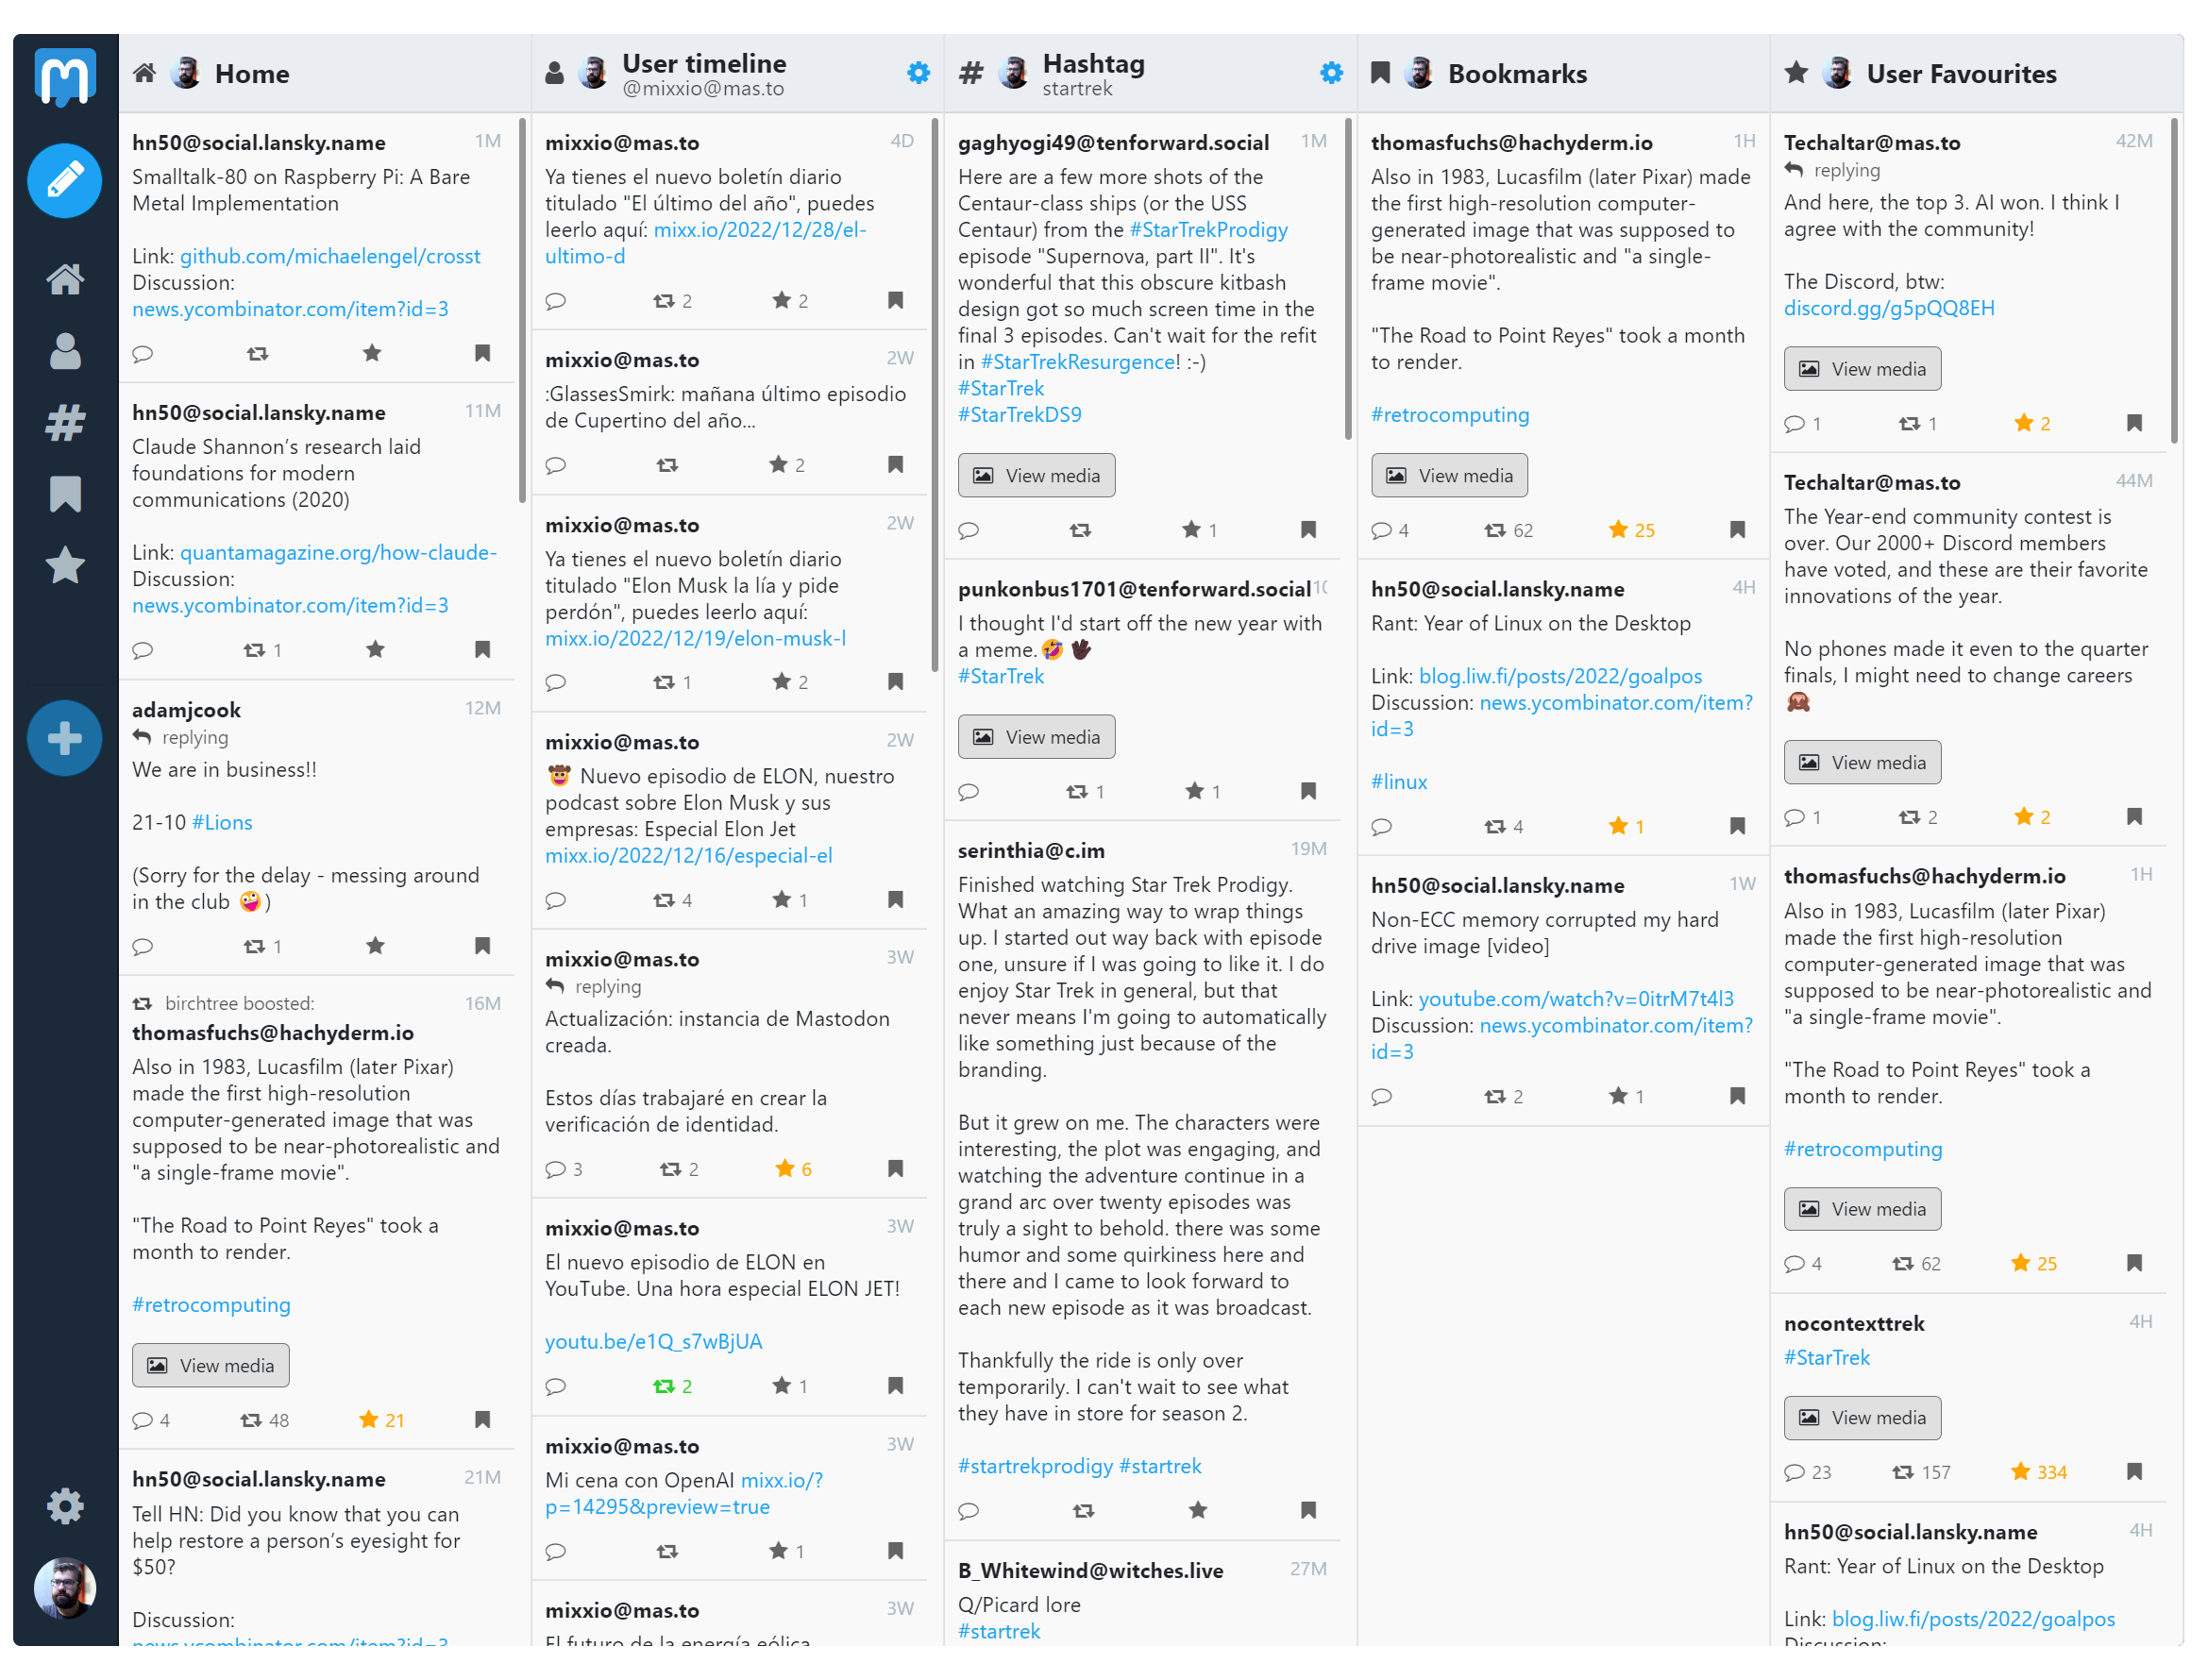 Home
hn50@social.lansky.name 1M
Smalltalk-80 on Raspberry Pi: A Bare
Metal Implementation
Link: github.com/michaelengel/crosst
Discussion:
news.ycombinator.com/item?id=3
hn50@social.lansky.name 11M
Claude Shannon’s research laid
foundations for modern
communications (2020)
Link: quantamagazine.org/how-claude-
Discussion:
news.ycombinator.com/item?id=3
1
adamjcook 12M
replying
We are in business!!
21-10 #Lions
(Sorry for the delay - messing around
in the club 🤪)
1
birchtree boosted: 16M
thomasfuchs@hachyderm.io
Also in 1983, Lucasfilm (later Pixar)
made the first high-resolution
computer-generated image that was
supposed to be near-photorealistic and
"a single-frame movie".
"The Road to Point Reyes" took a
month to render.
#retrocomputing
View media
4 48 21
hn50@social.lansky.name 21M
Tell HN: Did you know that you can
help restore a person’s eyesight for
$50?
Discussion:
news.ycombinator.com/item?id=3
User timeline
@mixxio@mas.to
mixxio@mas.to 4D
Ya tienes el nuevo boletín diario
titulado "El último del año", puedes
leerlo aquí: mixx.io/2022/12/28/el-
ultimo-d
2 2
mixxio@mas.to 2W
:GlassesSmirk: mañana último episodio
de Cupertino del año...
2
mixxio@mas.to 2W
Ya tienes el nuevo boletín diario
titulado "Elon Musk la lía y pide
perdón", puedes leerlo aquí:
mixx.io/2022/12/19/elon-musk-l
1 2
mixxio@mas.to 2W
🤠 Nuevo episodio de ELON, nuestro
podcast sobre Elon Musk y sus
empresas: Especial Elon Jet
mixx.io/2022/12/16/especial-el
4 1
mixxio@mas.to 3W
replying
Actualización: instancia de Mastodon
creada.
Estos días trabajaré en crear la
verificación de identidad.
3 2 6
mixxio@mas.to 3W
El nuevo episodio de ELON en
YouTube. Una hora especial ELON JET!
youtu.be/e1Q_s7wBjUA
2 1
mixxio@mas.to 3W
Mi cena con OpenAI mixx.io/?
p=14295&preview=true
1
mixxio@mas.to 3W
El futuro de la energía eólica
Hashtag
startrek
gaghyogi49@tenforward.social 1M
Here are a few more shots of the
Centaur-class ships (or the USS
Centaur) from the #StarTrekProdigy
episode "Supernova, part II". It's
wonderful that this obscure kitbash
design got so much screen time in the
final 3 episodes. Can't wait for the refit
in #StarTrekResurgence! :-)
#StarTrek
#StarTrekDS9
View media
1
punkonbus1701@tenforward.social
I thought I'd start off the new year with
a meme.🤣 🖖🏿
#StarTrek
View media
1 1
serinthia@c.im 19M
Finished watching Star Trek Prodigy.
What an amazing way to wrap things
up. I started out way back with episode
one, unsure if I was going to like it. I do
enjoy Star Trek in general, but that
never means I'm going to automatically
like something just because of the
branding.
But it grew on me. The characters were
interesting, the plot was engaging, and
watching the adventure continue in a
grand arc over twenty episodes was
truly a sight to behold. there was some
humor and some quirkiness here and
there and I came to look forward to
each new episode as it was broadcast.
Thankfully the ride is only over
temporarily. I can't wait to see what
they have in store for season 2.
#startrekprodigy #startrek
B_Whitewind@witches.live 27M
Q/Picard lore
#startrek
Bookmarks
thomasfuchs@hachyderm.io 1H
Also in 1983, Lucasfilm (later Pixar) made
the first high-resolution computer-
generated image that was supposed to
be near-photorealistic and "a single-
frame movie".
"The Road to Point Reyes" took a month
to render.
#retrocomputing
View media
4 62 25
hn50@social.lansky.name 4H
Rant: Year of Linux on the Desktop
Link: blog.liw.fi/posts/2022/goalpos
Discussion: news.ycombinator.com/item?
id=3
#linux
4 1
hn50@social.lansky.name 1W
Non-ECC memory corrupted my hard
drive image [video]
Link: youtube.com/watch?v=0itrM7t4l3
Discussion: news.ycombinator.com/item?
id=3
2 1
User Favourites
Techaltar@mas.to 42M
replying
And here, the top 3. AI won. I think I
agree with the community!
The Discord, btw:
discord.gg/g5pQQ8EH
View media
1 1 2
Techaltar@mas.to 44M
The Year-end community contest is
over. Our 2000+ Discord members
have voted, and these are their favorite
innovations of the year.
No phones made it even to the quarter
finals, I might need to change careers
🙈
View media
1 2 2
thomasfuchs@hachyderm.io 1H
Also in 1983, Lucasfilm (later Pixar)
made the first high-resolution
computer-generated image that was
supposed to be near-photorealistic and
"a single-frame movie".
"The Road to Point Reyes" took a
month to render.
#retrocomputing
View media
4 62 25
nocontexttrek 4H
#StarTrek
View media
23 157 334
hn50@social.lansky.name 4H
Rant: Year of Linux on the Desktop
Link: blog.liw.fi/posts/2022/goalpos
Discussion: